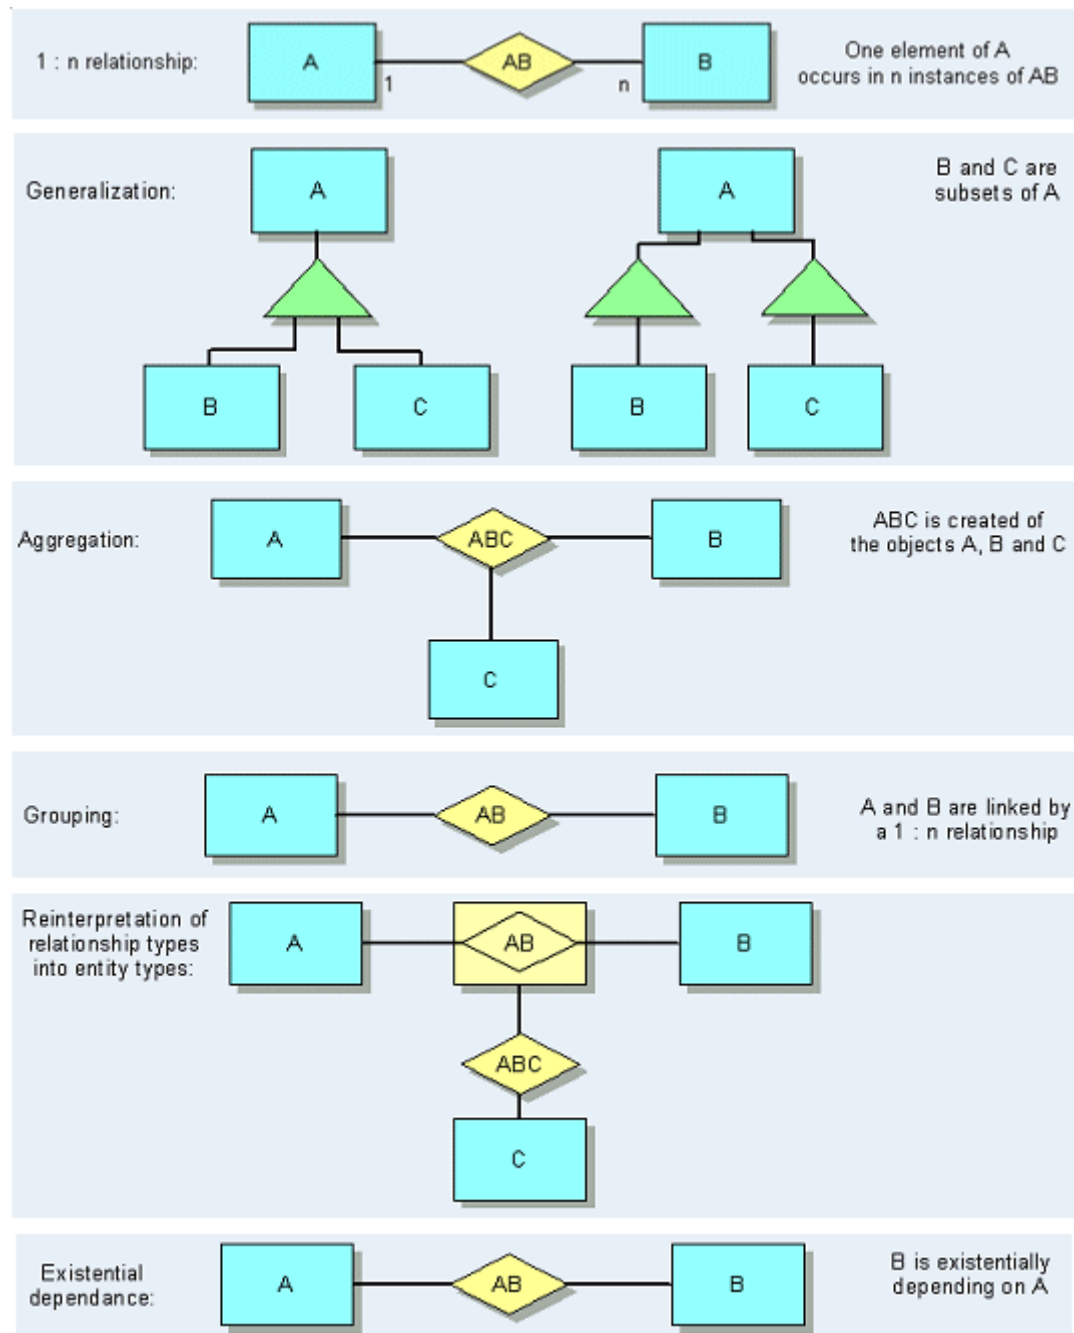 1 : n relationship:
A
1
AB
n
B
One element of A
occurs in n instances of AB
Generalization:
A
B
C
A
B
C
B and C are
subsets of A
Aggregation:
A
ABC
B
C
ABC is created of
the objects A, B and C
Grouping:
A
AB
B
A and B are linked by
a 1 : n relationship
Reinterpretation of
relationship types
into entity types:
A
AB
B
ABC
C
Existential
dependance:
A
AB
B
B is existentially
depending on A